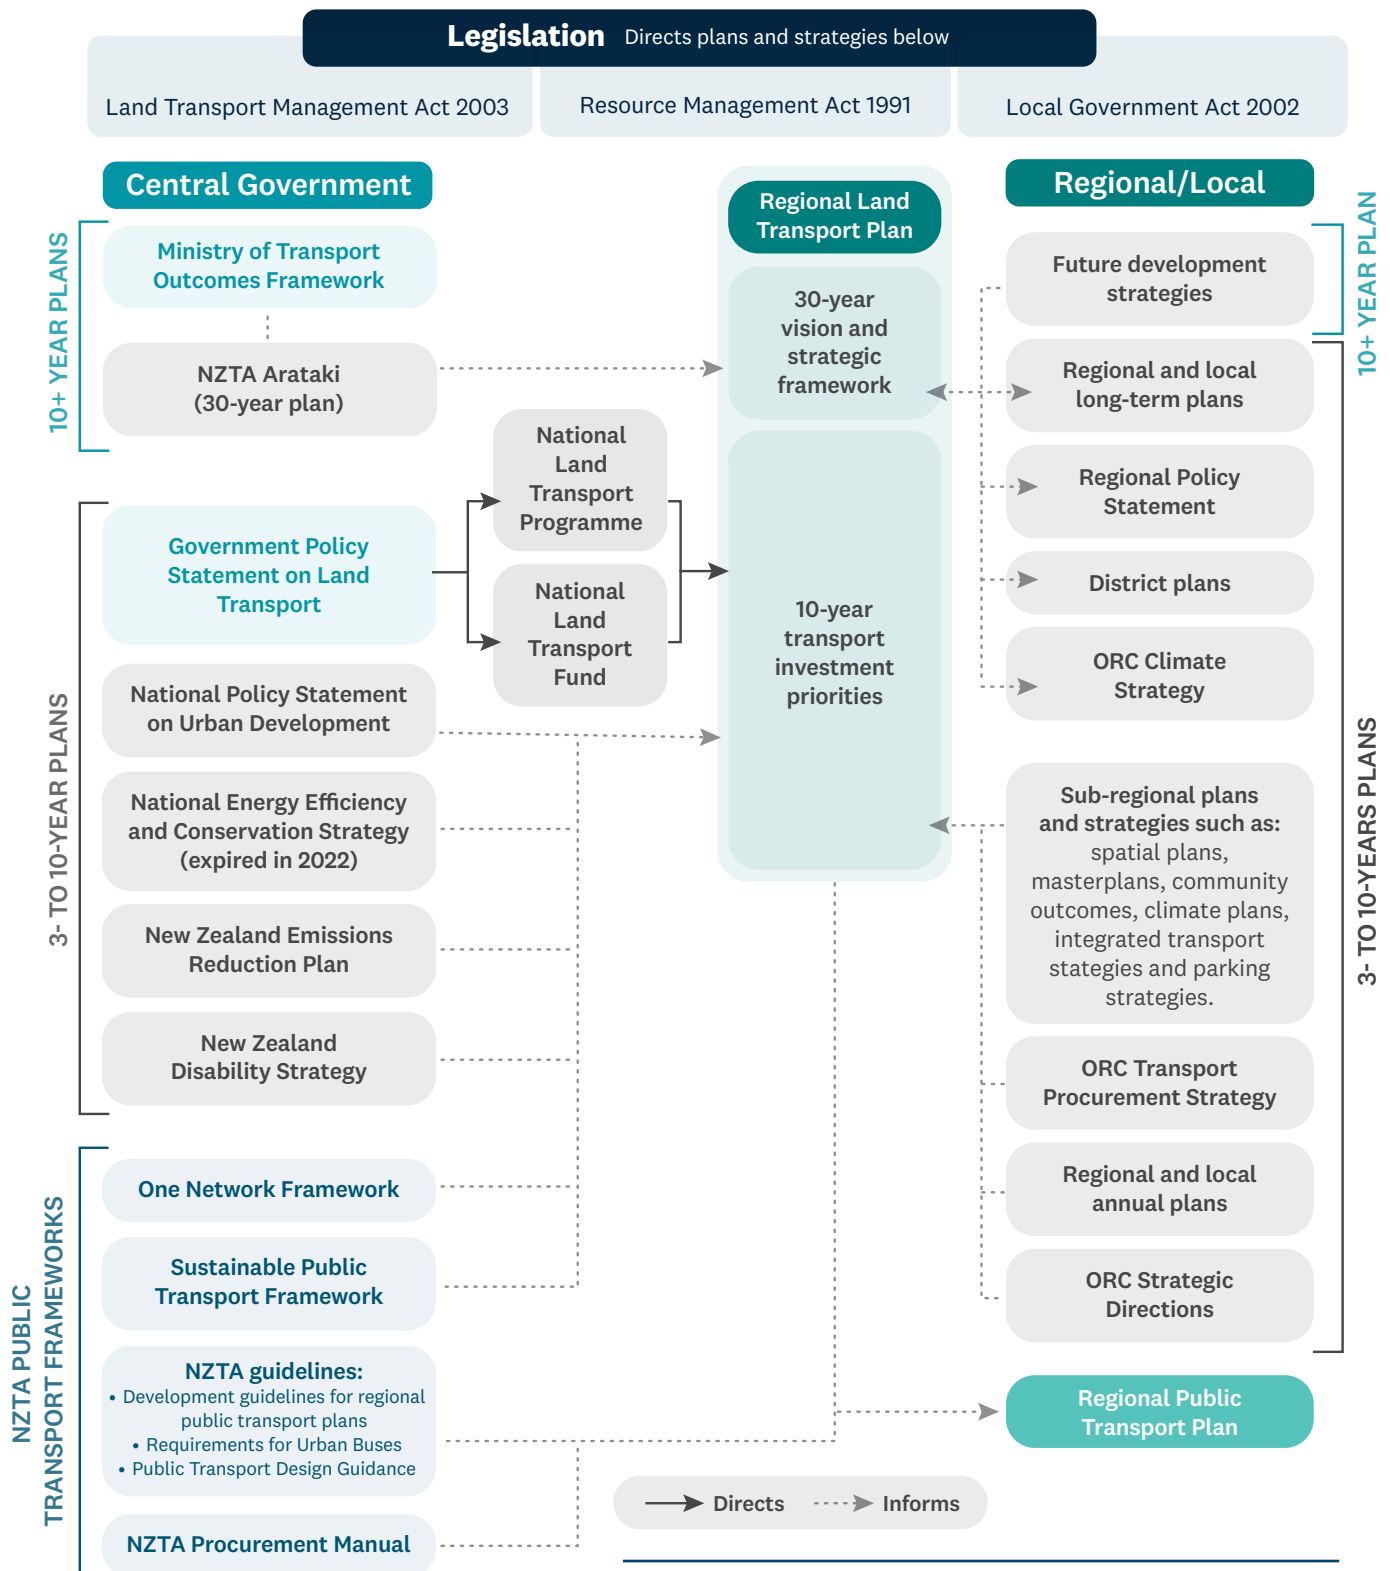 Legislation Directs plans and strategies below
Land Transport Management Act 2003
Resource Management Act 1991
Local Government Act 2002
Central Government
10+ YEAR PLANS
Ministry of Transport
Outcomes Framework
NZTA Arataki
(30-year plan)
3- TO 10-YEAR PLANS
Government Policy
Statement on Land
Transport
National
Land
Transport
Programme
National
Land
Transport
Fund
National Policy Statement
on Urban Development
National Energy Efficiency
and Conservation Strategy
(expired in 2022)
New Zealand Emissions
Reduction Plan
New Zealand
Disability Strategy
NZTA PUBLIC
TRANSPORT FRAMEWORKS
One Network Framework
Sustainable Public
Transport Framework
NZTA guidelines:
• Development guidelines for regional
public transport plans
• Requirements for Urban Buses
• Public Transport Design Guidance
NZTA Procurement Manual
Regional Land
Transport Plan
30-year
vision and
strategic
framework
10-year
transport
investment
priorities
Regional/Local
10+ YEAR PLAN
Future development
strategies
3- TO 10-YEARS PLANS
Regional and local
long-term plans
Regional Policy
Statement
District plans
ORC Climate
Strategy
Sub-regional plans
and strategies such as:
spatial plans,
masterplans, community
outcomes, climate plans,
integrated transport
stategies and parking
strategies.
ORC Transport
Procurement Strategy
Regional and local
annual plans
ORC Strategic
Directions
Regional Public
Transport Plan
Directs
Informs